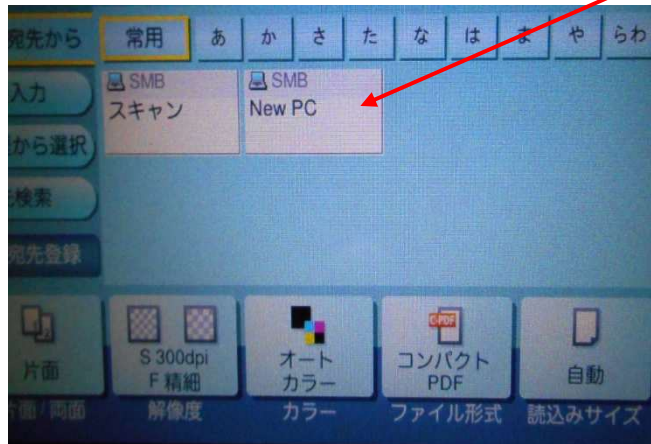 宛先から
常用 あ か さ た な は ま や らわ
SMB
スキャン
SMB
New PC
入力
から選択
検索
宛先登録
片面
S 300dpi
F 精細
オート
カラー
C-PDF
コンパクト
PDF
自動
片面/両面
解像度
カラー
ファイル形式
読込みサイズ